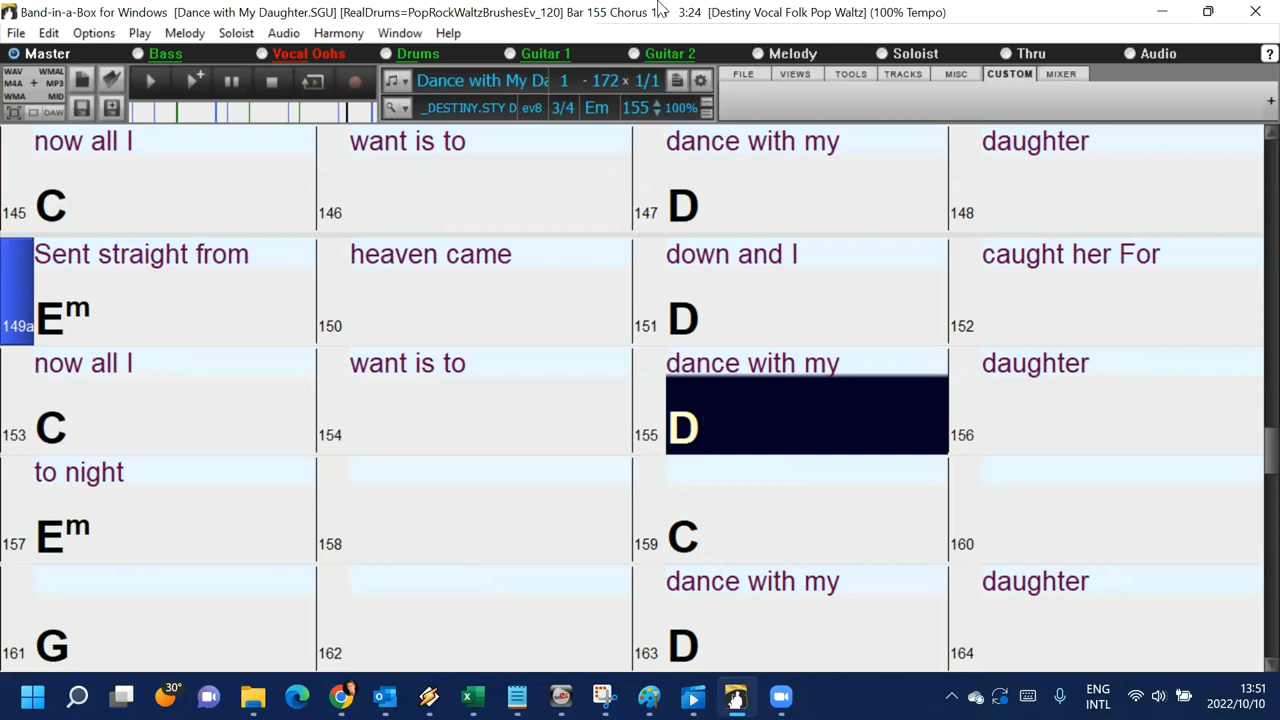 Band-in-a-Box for Windows [Dance with My Daughter.SGU] [RealDrums=PopRockWaltzBrushesEv_120] Bar 155 Chorus 3:24 [Destiny Vocal Folk Pop Waltz] (100% Tempo)
File Edit Options Play Melody Soloist Audio Harmony Window Help
Master Bass Vocal Oohs Drums Guitar 1 Guitar 2 Melody Soloist Thru Audio ?
WAV WMAL
M4A + MP3
WMA MID
DAW
Dance with My Da 1 - 172 x 1/1
_DESTINY.STY D ev8 3/4 Em 155 100%
FILE VIEWS TOOLS TRACKS MISC CUSTOM MIXER
+
now all I want is to dance with my daughter
145 C 146 147 D 148
Sent straight from heaven came down and I caught her For
149a Em 150 151 D 152
now all I want is to dance with my daughter
153 C 154 155 D 156
to night
157 Em 158 159 C 160
dance with my daughter
161 G 162 163 D 164
30°
ENG
INTL
13:51
2022/10/10